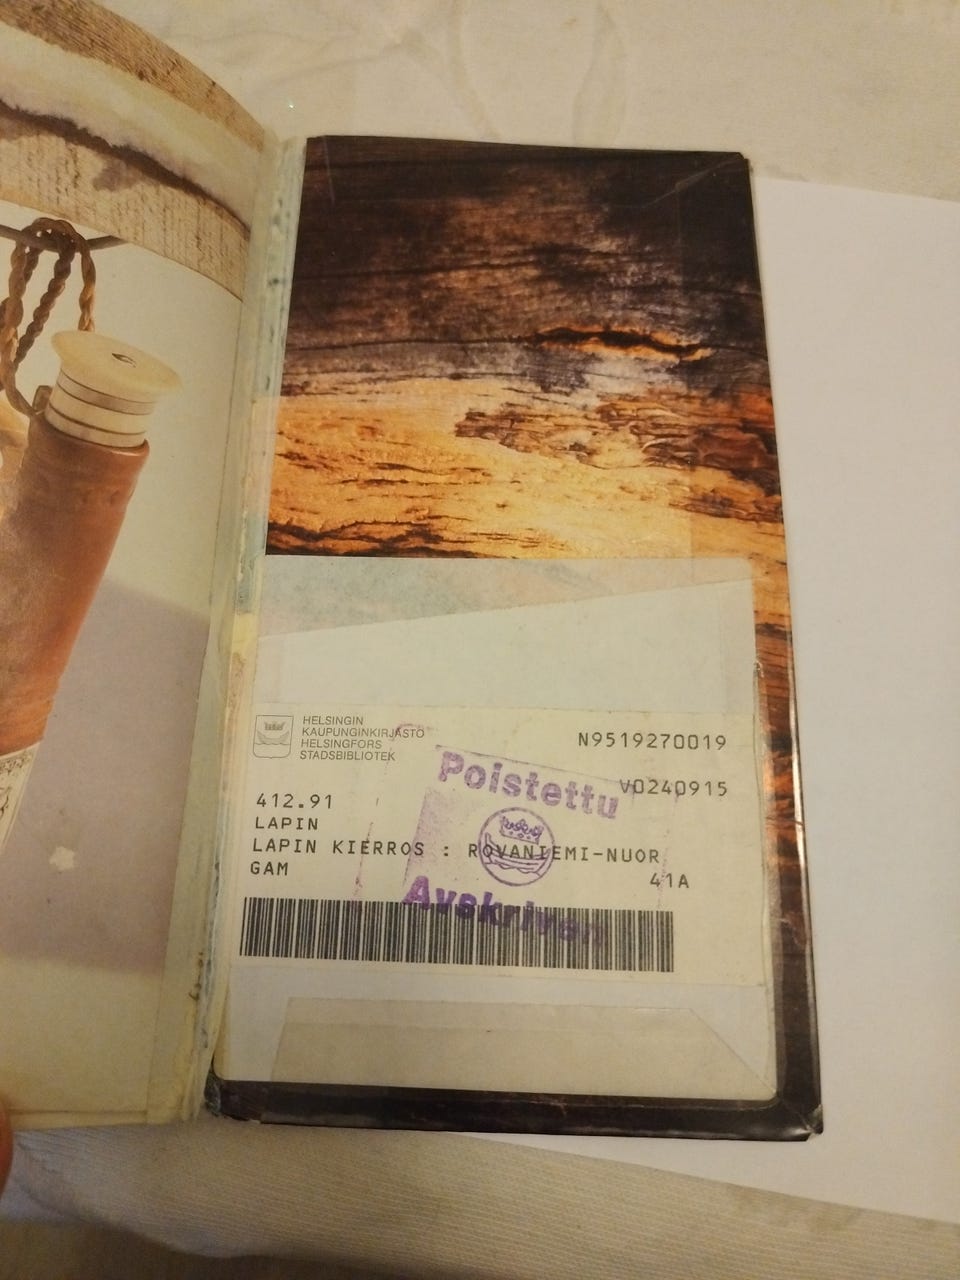 HELSINGIN
KAUPUNGINKIRJASTO
HELSINGFORS
STADSBIBLIOTEK
N9519270019
V0240915
412.91
LAPIN
LAPIN KIERROS : ROVANIEMI-NUOR
GAM
41A
Poistettu
Avskriven